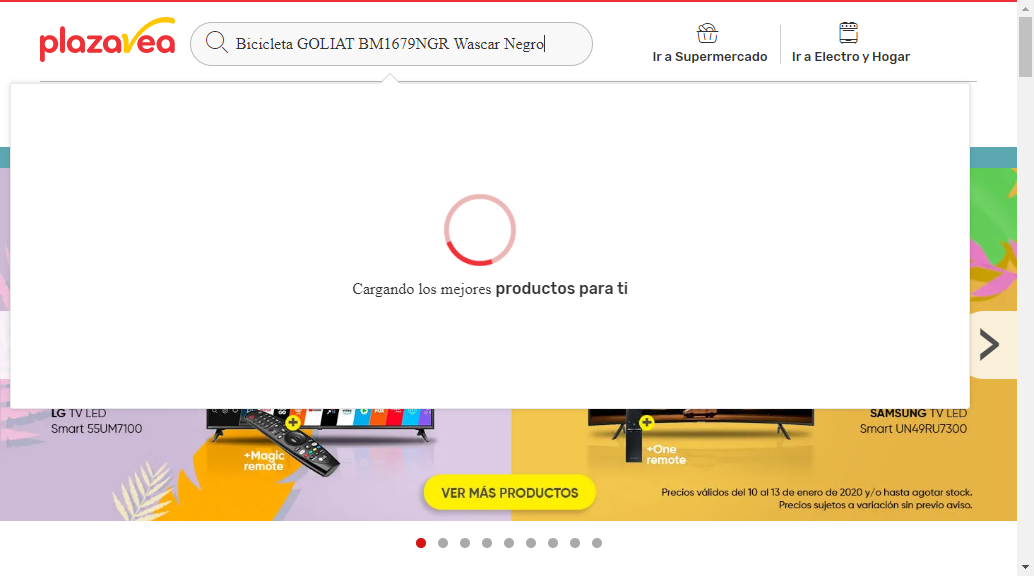 plazavea
Bicicleta GOLIAT BM1679NGR Wascar Negro
Ir a Supermercado
Ir a Electro y Hogar
Cargando los mejores productos para ti
LG TV LED
Smart 55UM7100
+Magic
remote
+One
remote
SAMSUNG TV LED
Smart UN49RU7300
VER MÁS PRODUCTOS
Precios válidos del 10 al 13 de enero de 2020 y/o hasta agotar stock.
Precios sujetos a variación sin previo aviso.